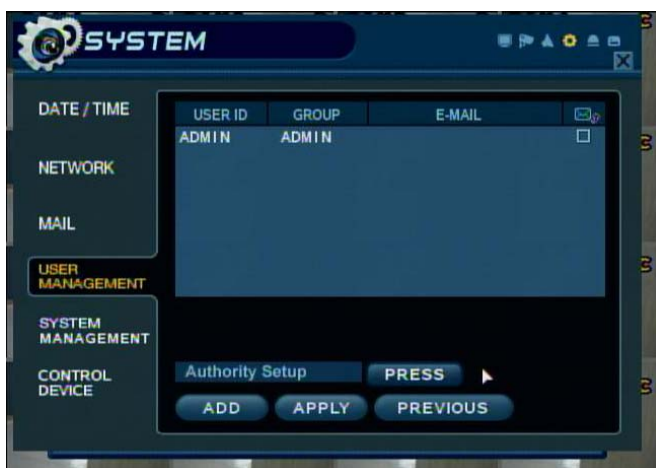 SYSTEM
DATE / TIME
NETWORK
MAIL
USER
MANAGEMENT
SYSTEM
MANAGEMENT
CONTROL
DEVICE
USER ID GROUP E-MAIL
ADMIN ADMIN
Authority Setup PRESS
ADD APPLY PREVIOUS